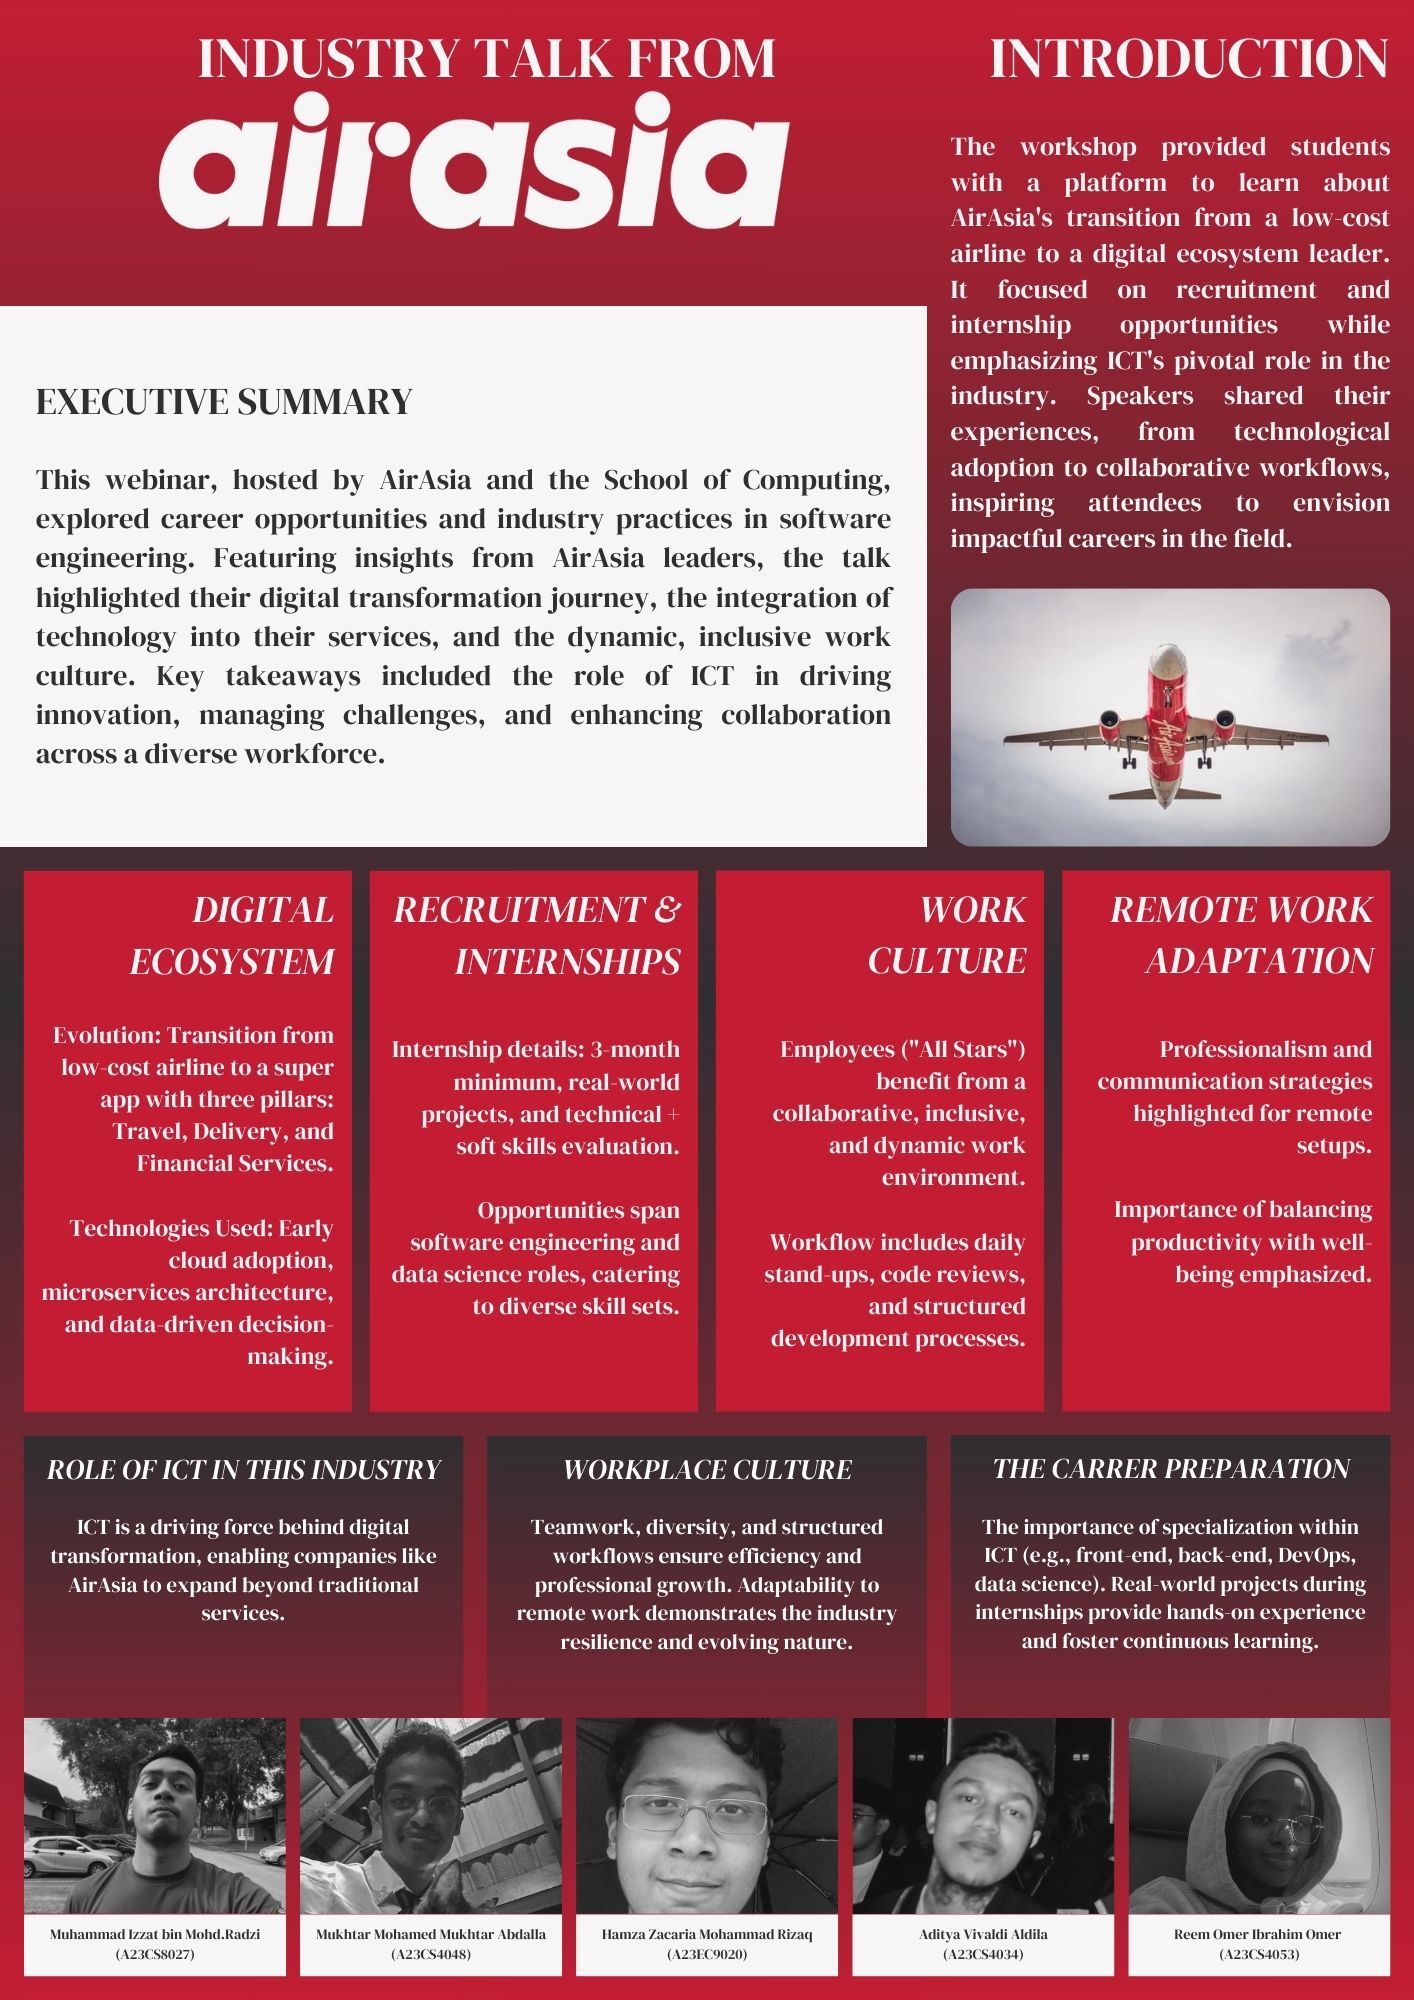 INDUSTRY TALK FROM
airasia
EXECUTIVE SUMMARY
This webinar, hosted by AirAsia and the School of Computing,
explored career opportunities and industry practices in software
engineering. Featuring insights from AirAsia leaders, the talk
highlighted their digital transformation journey, the integration of
technology into their services, and the dynamic, inclusive work
culture. Key takeaways included the role of ICT in driving
innovation, managing challenges, and enhancing collaboration
across a diverse workforce.
INTRODUCTION
The workshop provided students
with a platform to learn about
AirAsia's transition from a low-cost
airline to a digital ecosystem leader.
It focused on recruitment and
internship opportunities while
emphasizing ICT's pivotal role in the
industry. Speakers shared their
experiences, from technological
adoption to collaborative workflows,
inspiring attendees to envision
impactful careers in the field.
AirAsia
DIGITAL
ECOSYSTEM
Evolution: Transition from
low-cost airline to a super
app with three pillars:
Travel, Delivery, and
Financial Services.
Technologies Used: Early
cloud adoption,
microservices architecture,
and data-driven decision-
making.
RECRUITMENT &
INTERNSHIPS
Internship details: 3-month
minimum, real-world
projects, and technical +
soft skills evaluation.
Opportunities span
software engineering and
data science roles, catering
to diverse skill sets.
WORK
CULTURE
Employees ("All Stars")
benefit from a
collaborative, inclusive,
and dynamic work
environment.
Workflow includes daily
stand-ups, code reviews,
and structured
development processes.
REMOTE WORK
ADAPTATION
Professionalism and
communication strategies
highlighted for remote
setups.
Importance of balancing
productivity with well-
being emphasized.
ROLE OF ICT IN THIS INDUSTRY
ICT is a driving force behind digital
transformation, enabling companies like
AirAsia to expand beyond traditional
services.
WORKPLACE CULTURE
Teamwork, diversity, and structured
workflows ensure efficiency and
professional growth. Adaptability to
remote work demonstrates the industry
resilience and evolving nature.
THE CARRER PREPARATION
The importance of specialization within
ICT (e.g., front-end, back-end, DevOps,
data science). Real-world projects during
internships provide hands-on experience
and foster continuous learning.
Muhammad Izzat bin Mohd.Radzi
(A23CS8027)
Mukhtar Mohamed Mukhtar Abdalla
(A23CS4048)
Hamza Zacaria Mohammad Rizaq
(A23EC9020)
Aditya Vivaldi Aldila
(A23CS4034)
Reem Omer Ibrahim Omer
(A23CS4053)